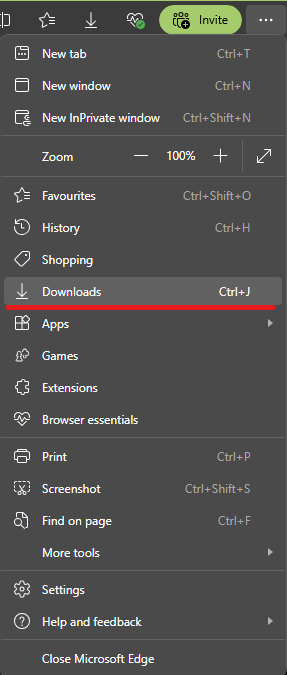 Invite
New tab Ctrl+T
New window Ctrl+N
New InPrivate window Ctrl+Shift+N
Zoom 100%
Favourites Ctrl+Shift+O
History Ctrl+H
Shopping
Downloads Ctrl+J
Apps
Games
Extensions
Browser essentials
Print Ctrl+P
Screenshot Ctrl+Shift+S
Find on page Ctrl+F
More tools
Settings
Help and feedback
Close Microsoft Edge